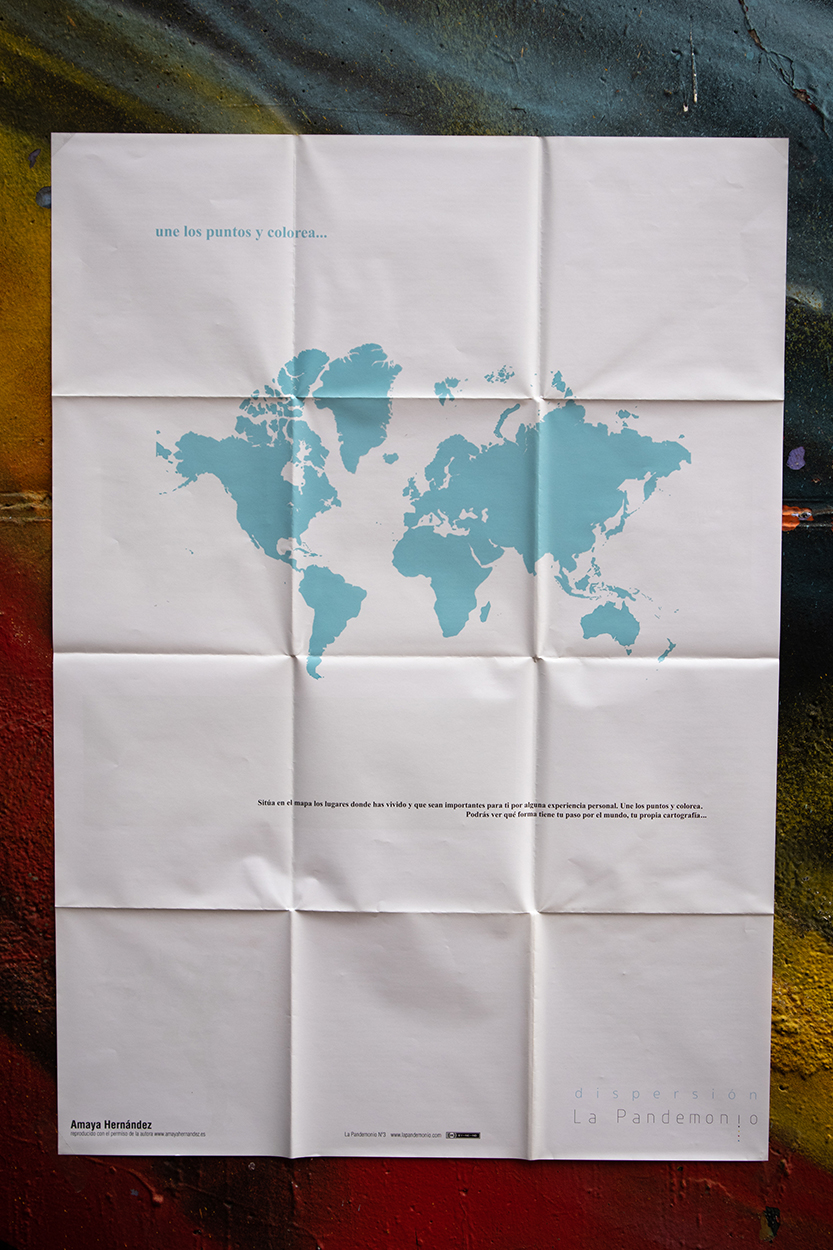 une los puntos y colorea...
Sitúa en el mapa los lugares donde has vivido y que sean importantes para ti por alguna experiencia personal. Une los puntos y colorea.
Podrás ver qué forma tiene tu paso por el mundo, tu propia cartografía...
dispersión
La Pandemonio
Amaya Hernández
reproducido con el permiso de la autora www.amayahernandez.es
La Pandemonio Nº3 www.lapandemonio.com